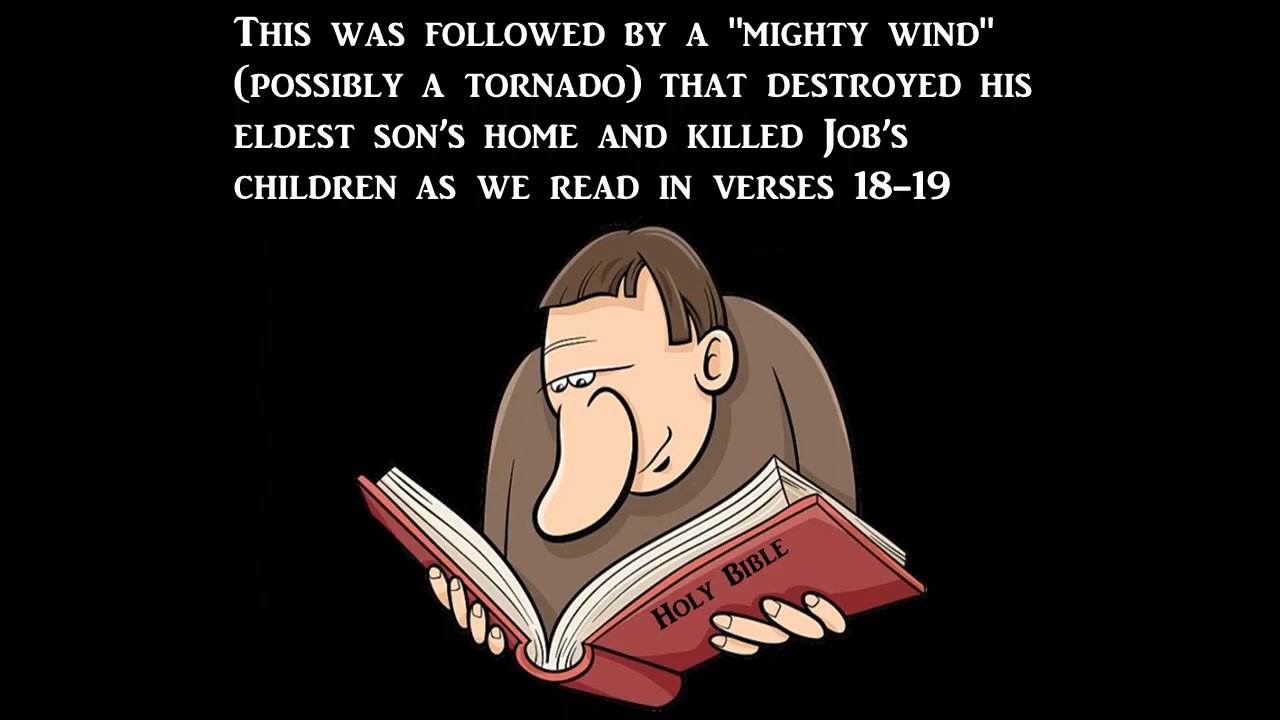 This was followed by a "mighty wind"
(possibly a tornado) that destroyed his
eldest son's home and killed Job's
children as we read in verses 18–19
Holy Bible